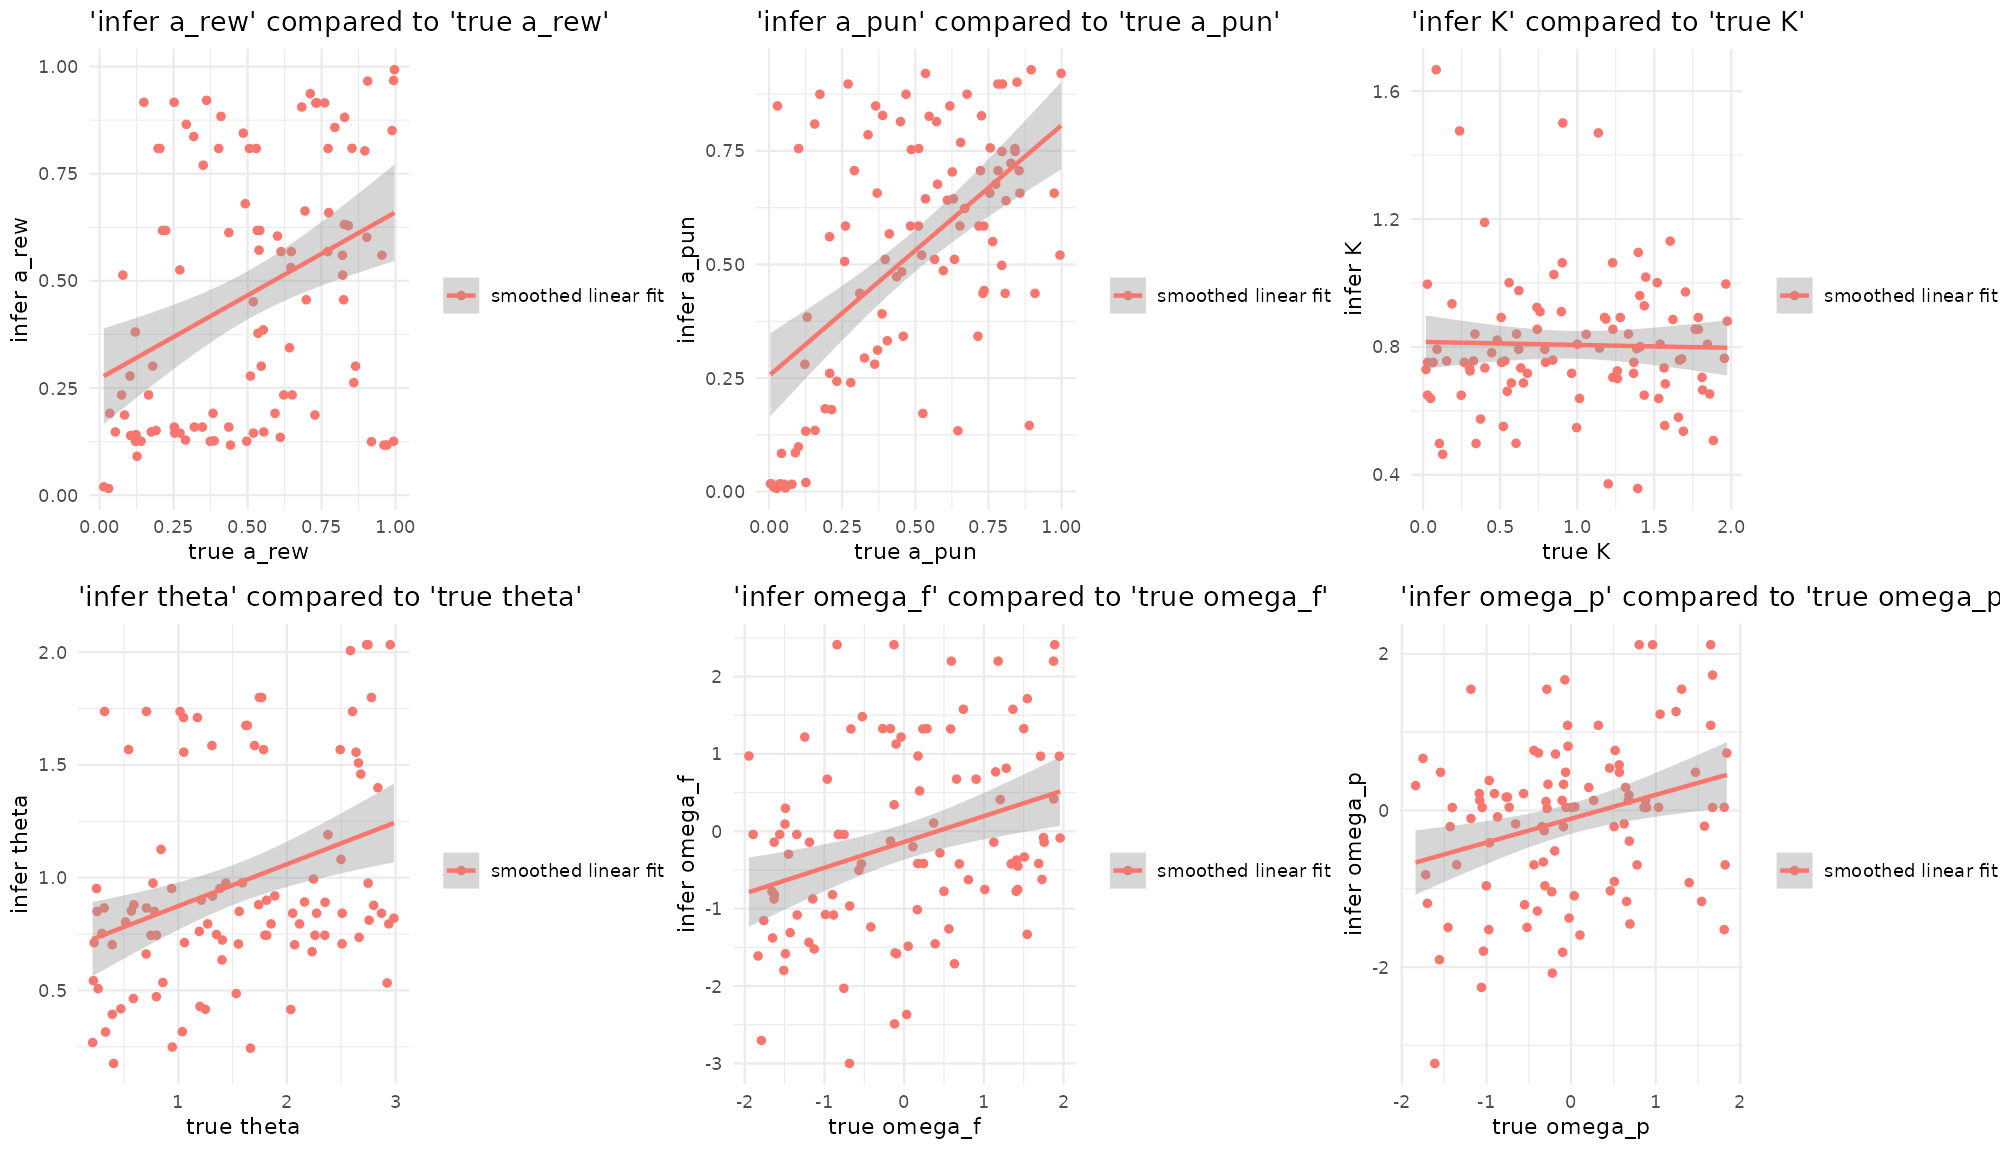 'infer a_rew' compared to 'true a_rew'
infer a_rew
1.00
0.75
0.50
0.25
0.00
0.00 0.25 0.50 0.75 1.00
true a_rew
smoothed linear fit
'infer a_pun' compared to 'true a_pun'
infer a_pun
0.75
0.50
0.25
0.00
0.00 0.25 0.50 0.75 1.00
true a_pun
smoothed linear fit
'infer K' compared to 'true K'
infer K
1.6
1.2
0.8
0.4
0.0 0.5 1.0 1.5 2.0
true K
smoothed linear fit
'infer theta' compared to 'true theta'
infer theta
2.0
1.5
1.0
0.5
1 2 3
true theta
smoothed linear fit
'infer omega_f' compared to 'true omega_f'
infer omega_f
2
1
0
-1
-2
-3
-2 -1 0 1 2
true omega_f
smoothed linear fit
'infer omega_p' compared to 'true omega_p
infer omega_p
2
0
-2
-2 -1 0 1 2
true omega_p
smoothed linear fit